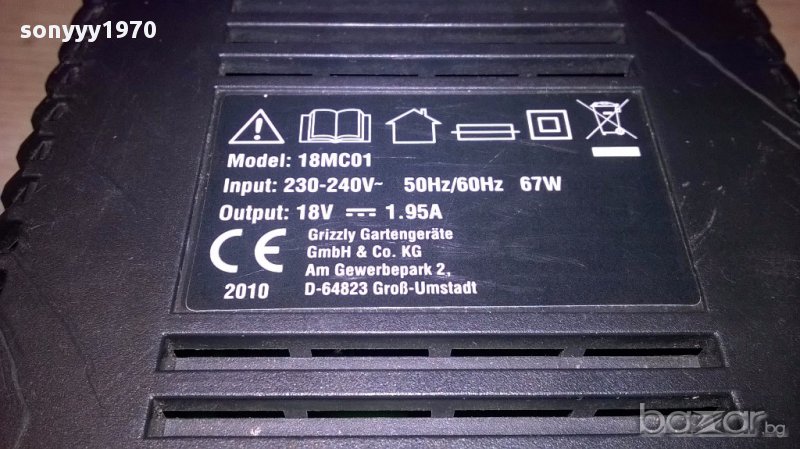 sonyyy1970
Model: 18MC01
Input: 230-240V~ 50Hz/60Hz 67W
Output: 18V ⎓ 1.95A
CE
2010
Grizzly Gartengeräte
GmbH & Co. KG
Am Gewerbepark 2,
D-64823 Groß-Umstadt
bazar.bg